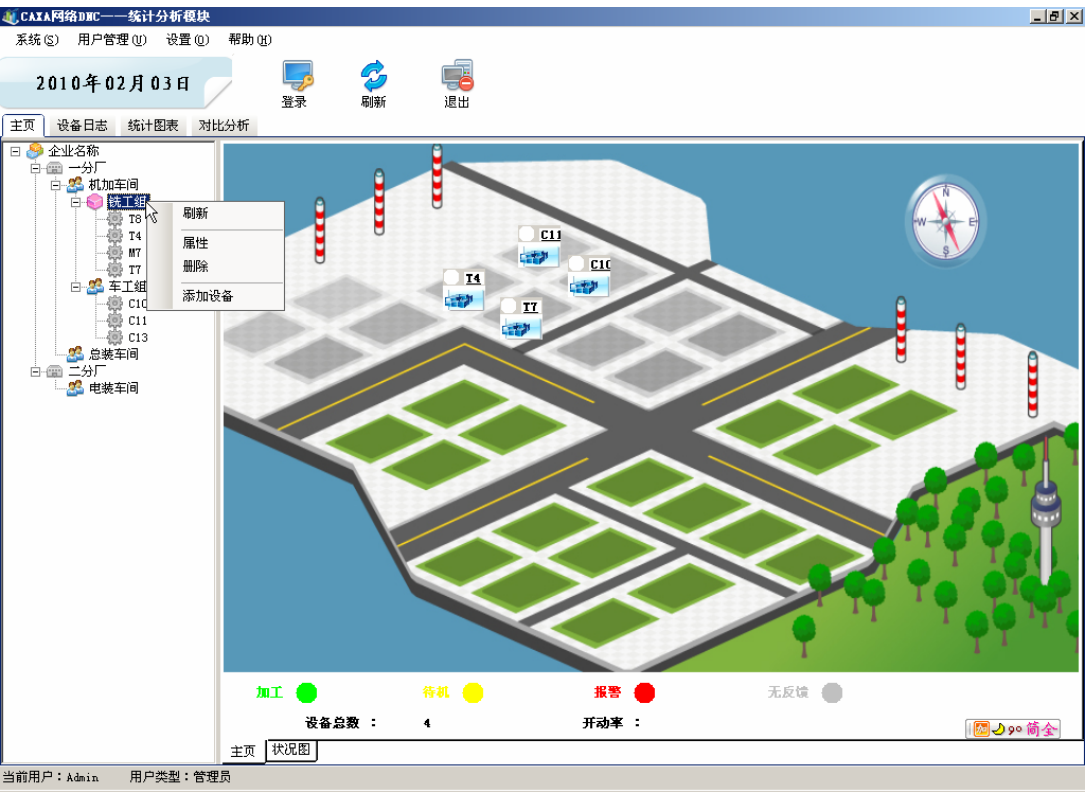 CAXA网络DNC——统计分析模块
系统(S) 用户管理(U) 设置(O) 帮助(H)
2010年02月03日
登录 刷新 退出
主页 设备日志 统计图表 对比分析
企业名称
一分厂
机加车间
铣工组
T8
T4
M7
T7
车工组
C10
C11
C13
总装车间
二分厂
电装车间
刷新
属性
删除
添加设备
N
W E
S
C11
C10
T4
T7
加工 待机 报警 无反馈
设备总数 : 4 开动率 :
简全
主页 状况图
当前用户:Admin 用户类型:管理员